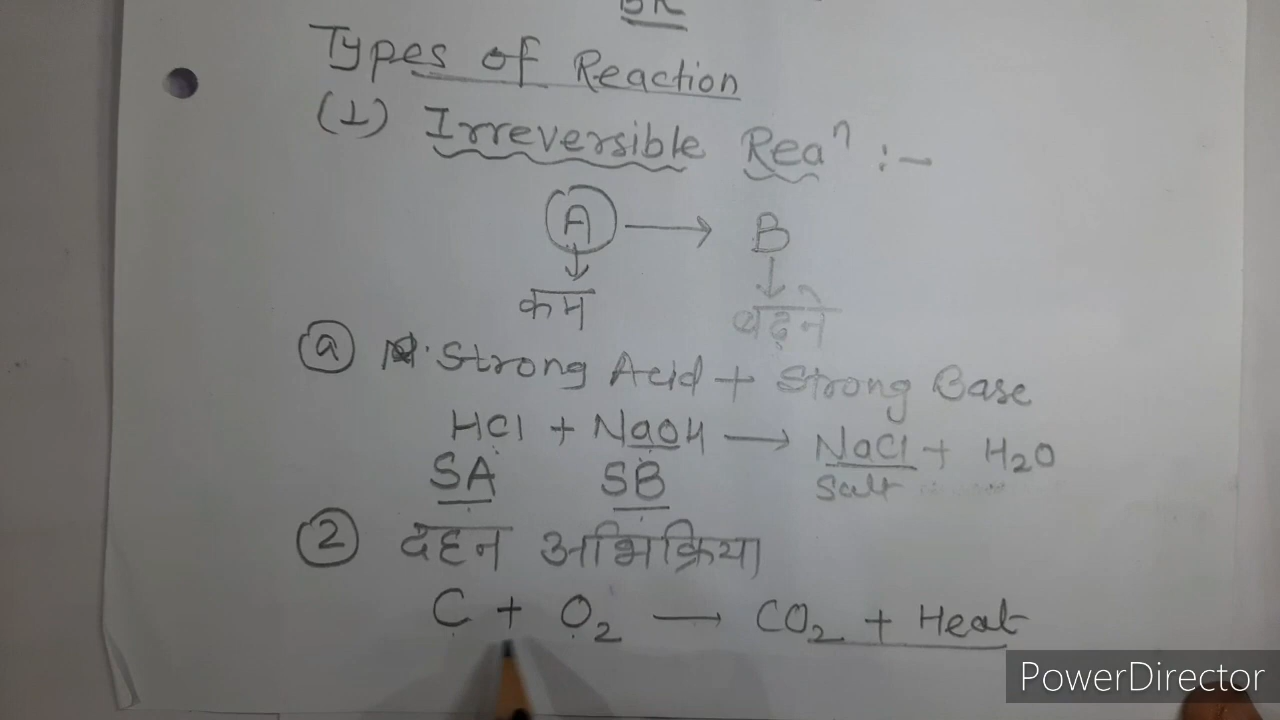 Types of Reaction
(1) Irreversible Reaⁿ :-
A → B
↓ ↓
कम बढ़ने
(a) Strong Acid + Strong Base
HCl + NaOH → NaCl + H2O
SA SB Salt
(2) दहन अभिक्रिया
C + O2 → CO2 + Heat
PowerDirector